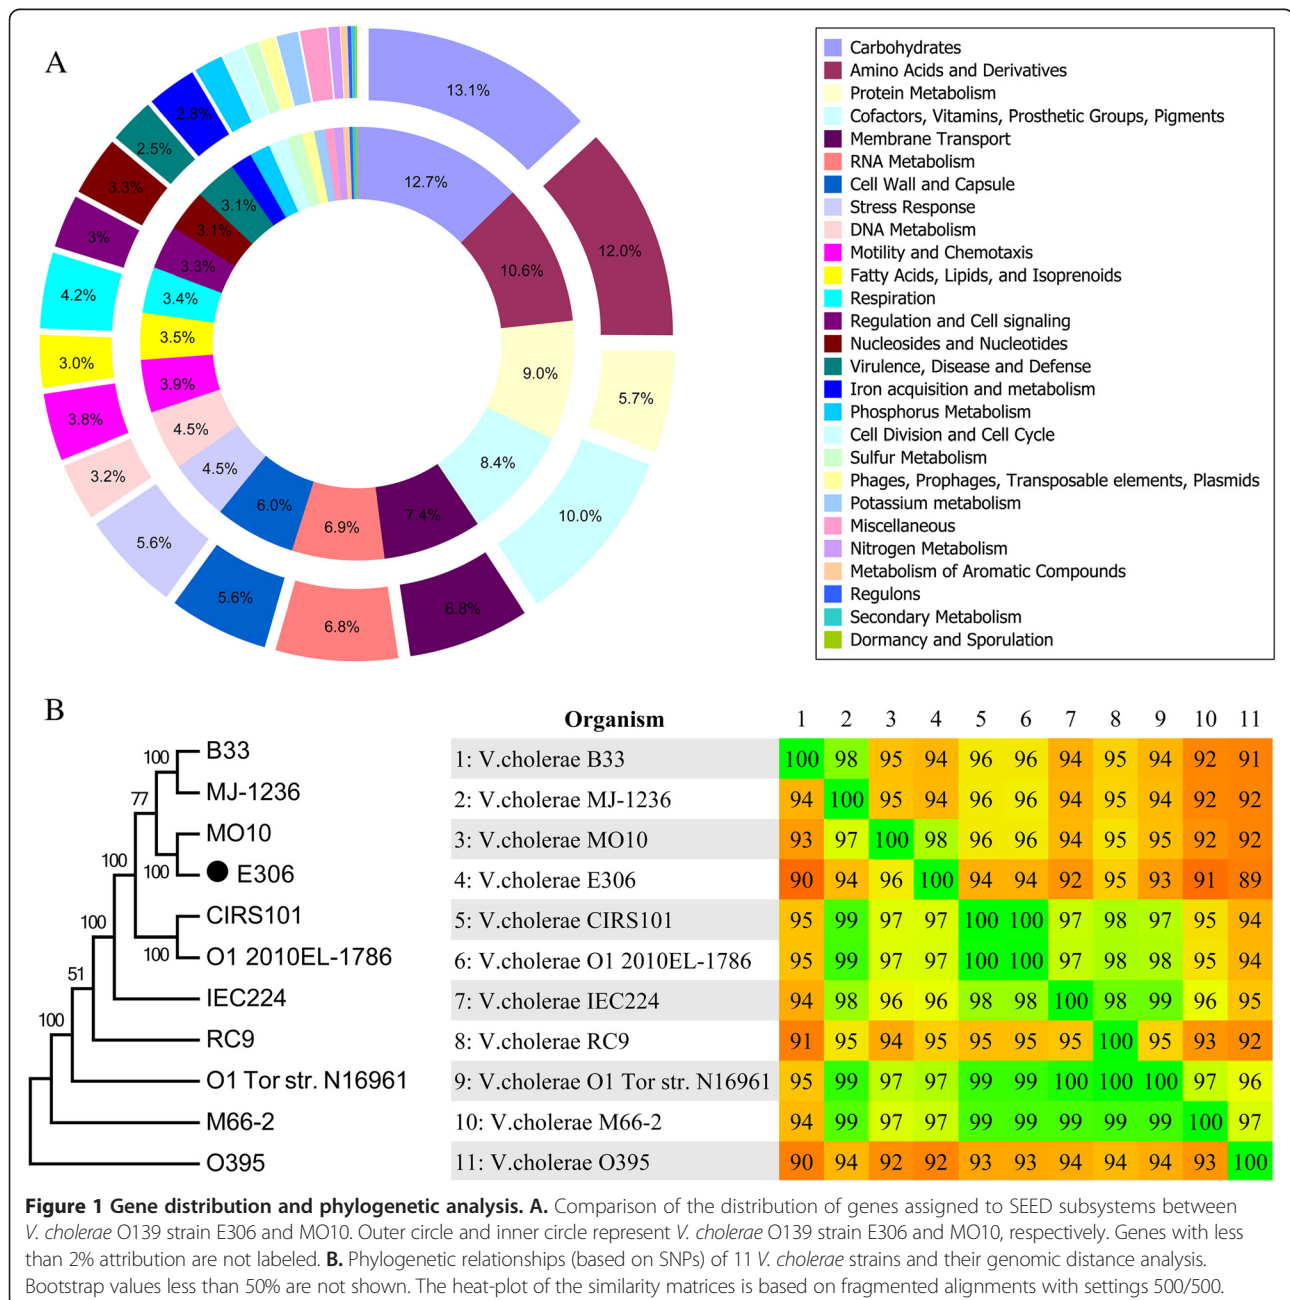 A
13.1%
12.0%
5.7%
10.0%
6.8%
6.8%
5.6%
5.6%
3.2%
3.8%
3.0%
4.2%
3%
3.3%
2.5%
2.8%
12.7%
10.6%
9.0%
8.4%
7.4%
6.9%
6.0%
4.5%
4.5%
3.9%
3.5%
3.4%
3.3%
3.1%
3.1%
Carbohydrates
Amino Acids and Derivatives
Protein Metabolism
Cofactors, Vitamins, Prosthetic Groups, Pigments
Membrane Transport
RNA Metabolism
Cell Wall and Capsule
Stress Response
DNA Metabolism
Motility and Chemotaxis
Fatty Acids, Lipids, and Isoprenoids
Respiration
Regulation and Cell signaling
Nucleosides and Nucleotides
Virulence, Disease and Defense
Iron acquisition and metabolism
Phosphorus Metabolism
Cell Division and Cell Cycle
Sulfur Metabolism
Phages, Prophages, Transposable elements, Plasmids
Potassium metabolism
Miscellaneous
Nitrogen Metabolism
Metabolism of Aromatic Compounds
Regulons
Secondary Metabolism
Dormancy and Sporulation
B
100
77
100
100
100
100
51
100
B33
MJ-1236
MO10
E306
CIRS101
O1 2010EL-1786
IEC224
RC9
O1 Tor str. N16961
M66-2
O395
Organism 1 2 3 4 5 6 7 8 9 10 11
1: V.cholerae B33 100 98 95 94 96 96 94 95 94 92 91
2: V.cholerae MJ-1236 94 100 95 94 96 96 94 95 94 92 92
3: V.cholerae MO10 93 97 100 98 96 96 94 95 95 92 92
4: V.cholerae E306 90 94 96 100 94 94 92 95 93 91 89
5: V.cholerae CIRS101 95 99 97 97 100 100 97 98 97 95 94
6: V.cholerae O1 2010EL-1786 95 99 97 97 100 100 97 98 98 95 94
7: V.cholerae IEC224 94 98 96 96 98 98 100 98 99 96 95
8: V.cholerae RC9 91 95 94 95 95 95 95 100 95 93 92
9: V.cholerae O1 Tor str. N16961 95 99 97 97 99 99 100 100 100 97 96
10: V.cholerae M66-2 94 99 97 97 99 99 99 99 99 100 97
11: V.cholerae O395 90 94 92 92 93 93 94 94 94 93 100
Figure 1 Gene distribution and phylogenetic analysis. A. Comparison of the distribution of genes assigned to SEED subsystems between
V. cholerae O139 strain E306 and MO10. Outer circle and inner circle represent V. cholerae O139 strain E306 and MO10, respectively. Genes with less
than 2% attribution are not labeled. B. Phylogenetic relationships (based on SNPs) of 11 V. cholerae strains and their genomic distance analysis.
Bootstrap values less than 50% are not shown. The heat-plot of the similarity matrices is based on fragmented alignments with settings 500/500.